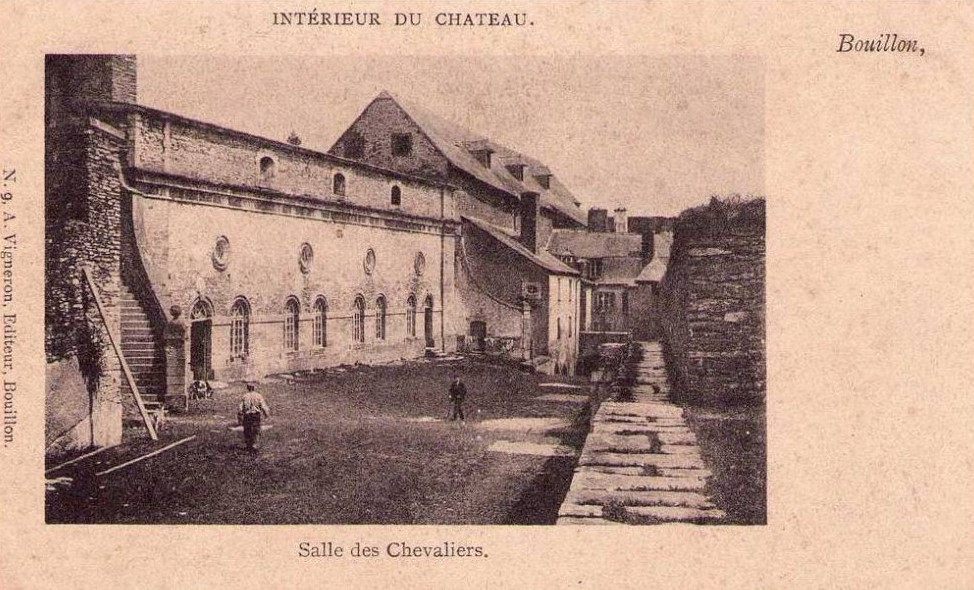 INTÉRIEUR DU CHATEAU.
Bouillon,
N. 9, A. Vigneron, Editeur, Bouillon.
Salle des Chevaliers.